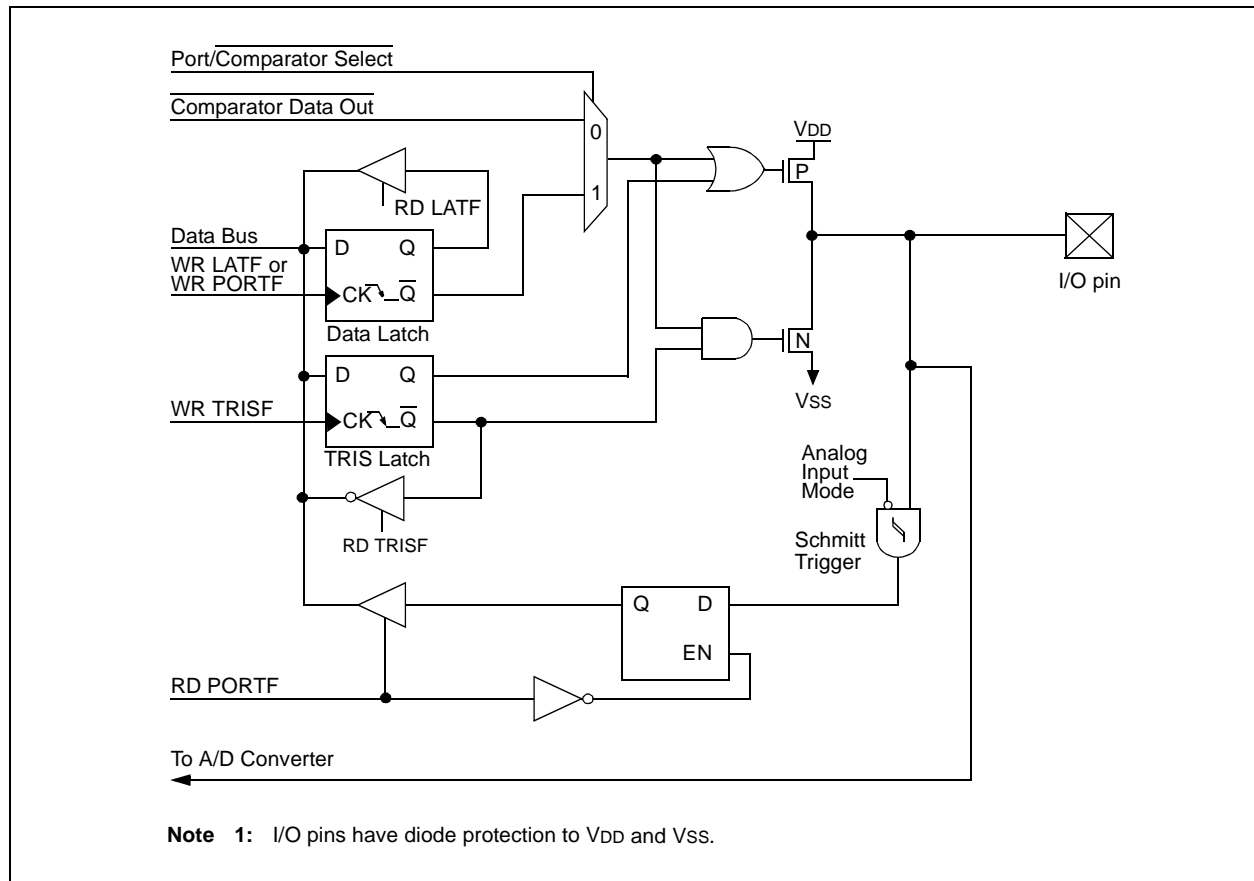 Port/Comparator Select
Comparator Data Out
0
1
VDD
P
RD LATF
Data Bus
D Q
WR LATF or
WR PORTF
CK Q
Data Latch
I/O pin
N
VSS
D Q
WR TRISF
CK Q
TRIS Latch
Analog
Input
Mode
RD TRISF
Schmitt
Trigger
Q D
EN
RD PORTF
To A/D Converter
Note 1: I/O pins have diode protection to VDD and VSS.